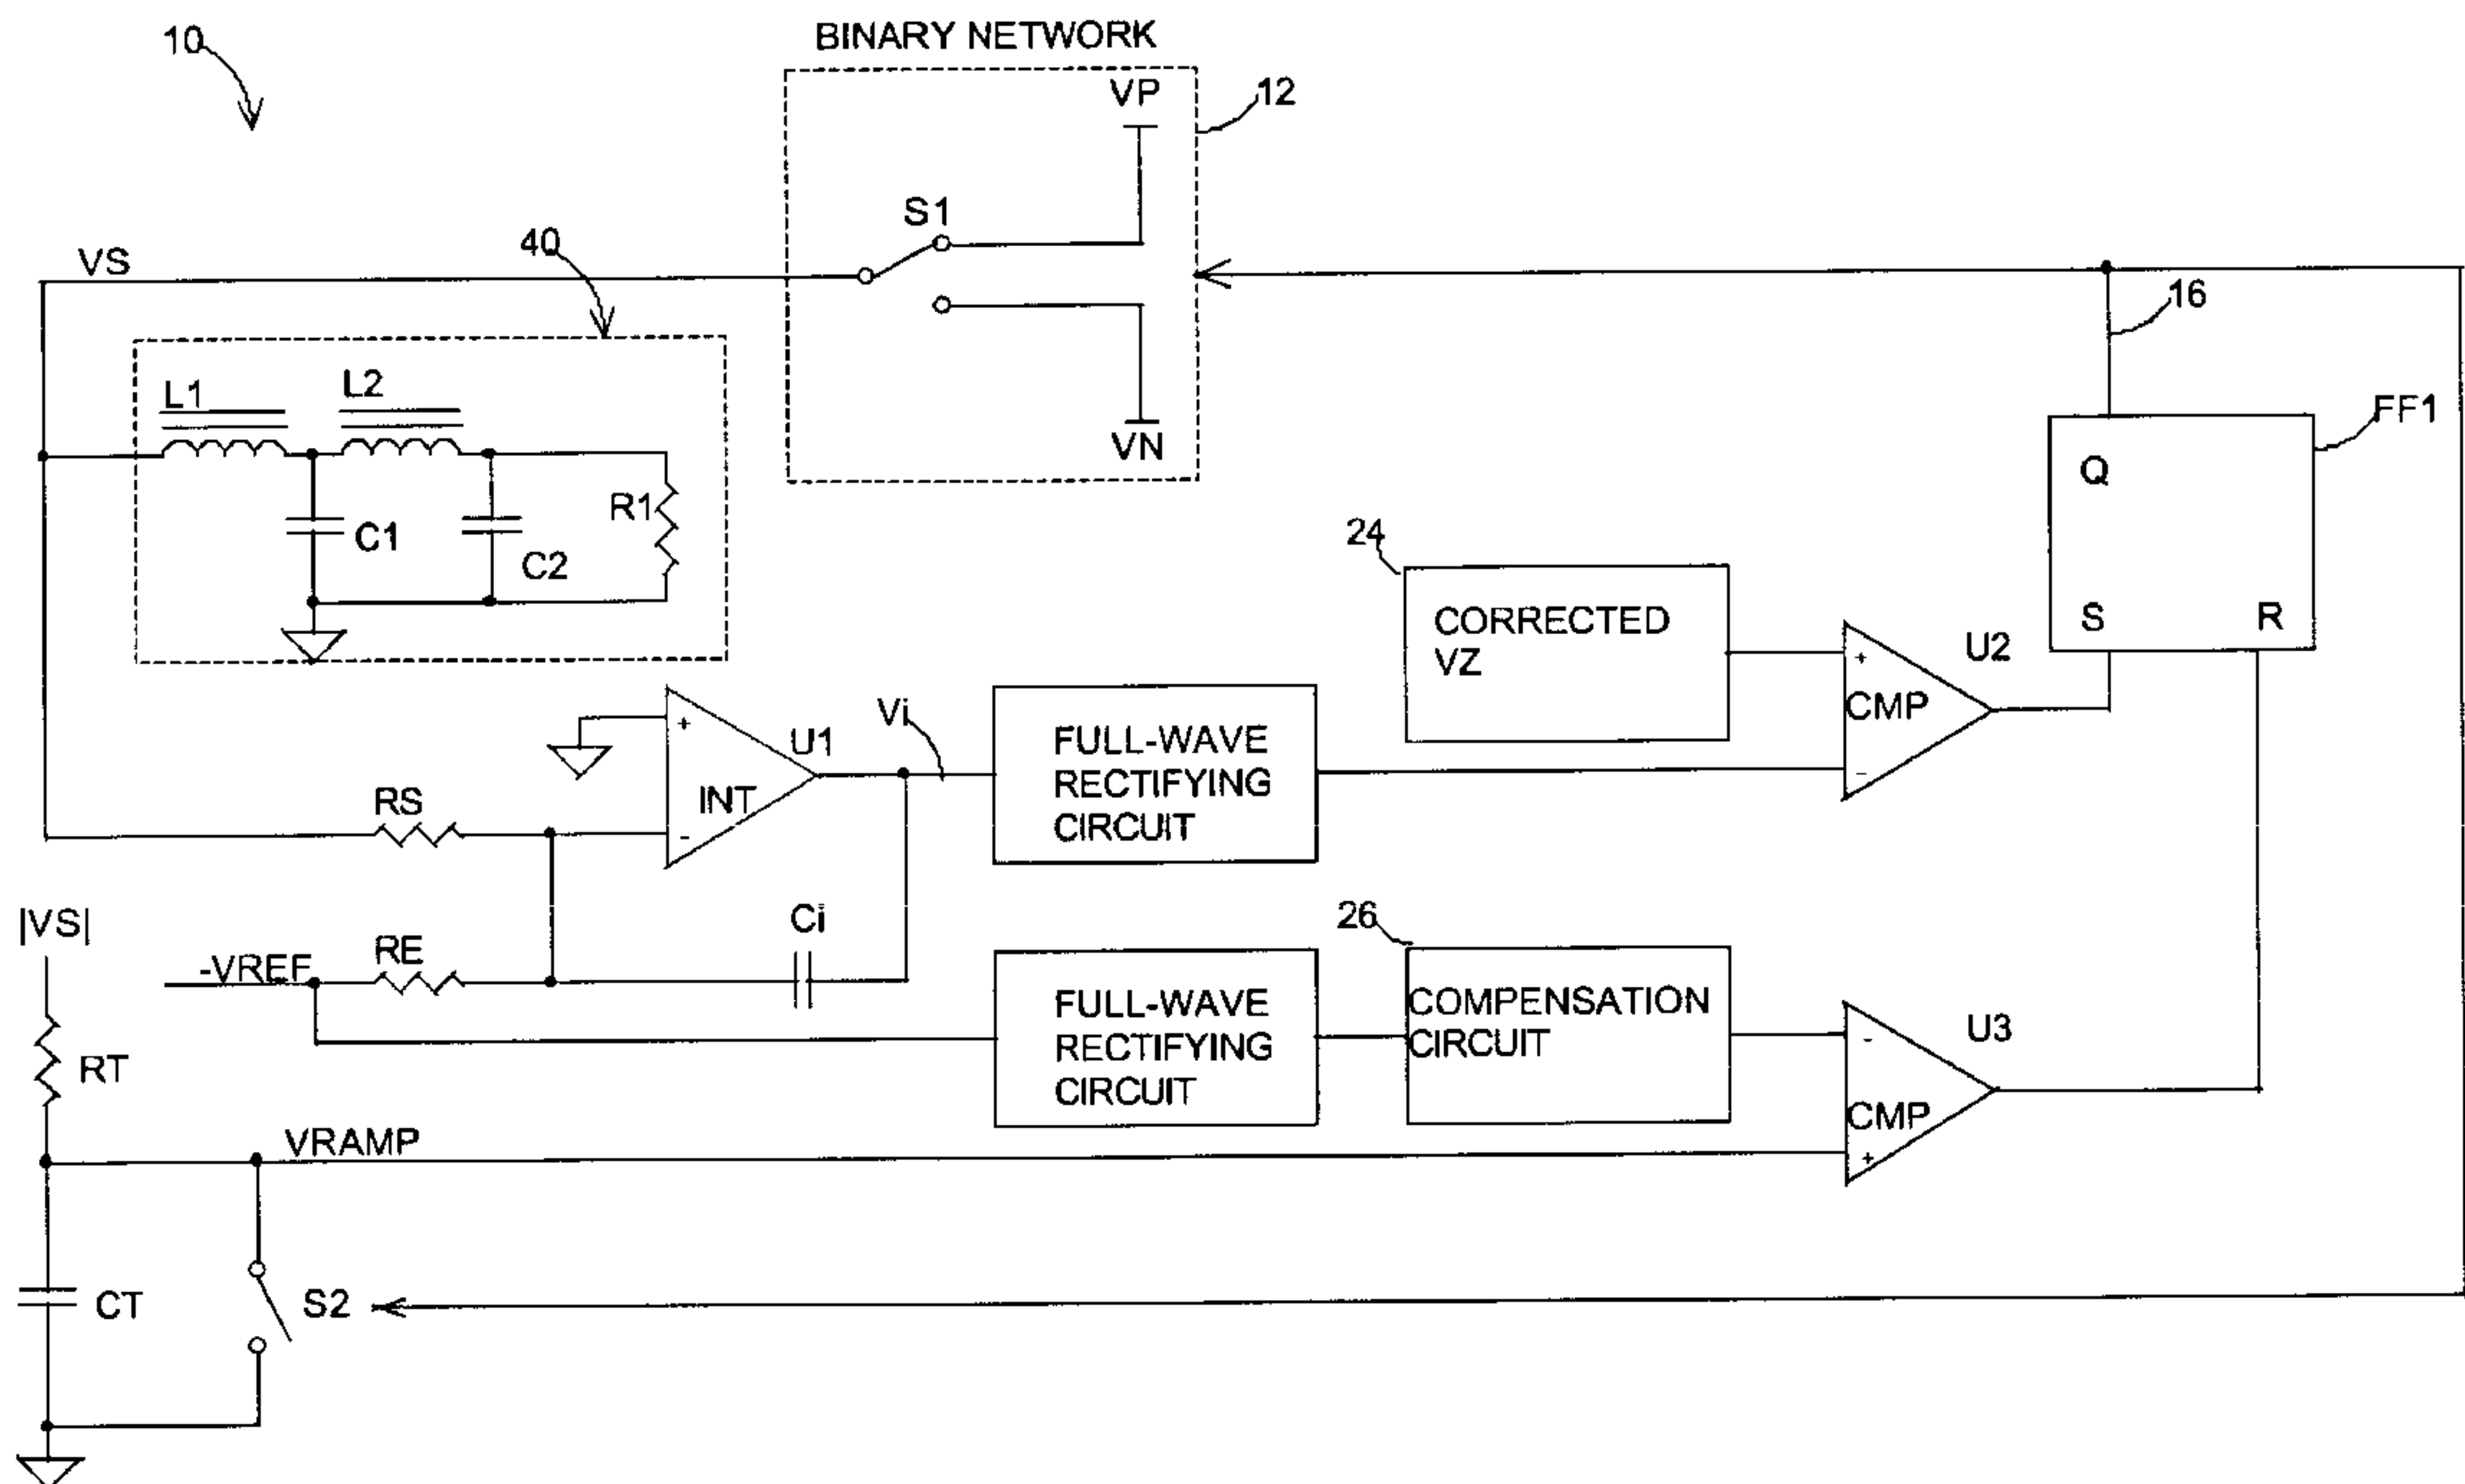 10
BINARY NETWORK
VP
12
S1
VS
40
16
L1
L2
VN
FF1
Q
R1
C1
C2
24
CORRECTED
VZ
S
R
U2
+
CMP
-
Vi
+
U1
INT
-
FULL-WAVE
RECTIFYING
CIRCUIT
RS
|VS|
Ci
26
-VREF
RE
FULL-WAVE
RECTIFYING
CIRCUIT
COMPENSATION
CIRCUIT
-
U3
CMP
+
RT
VRAMP
CT
S2